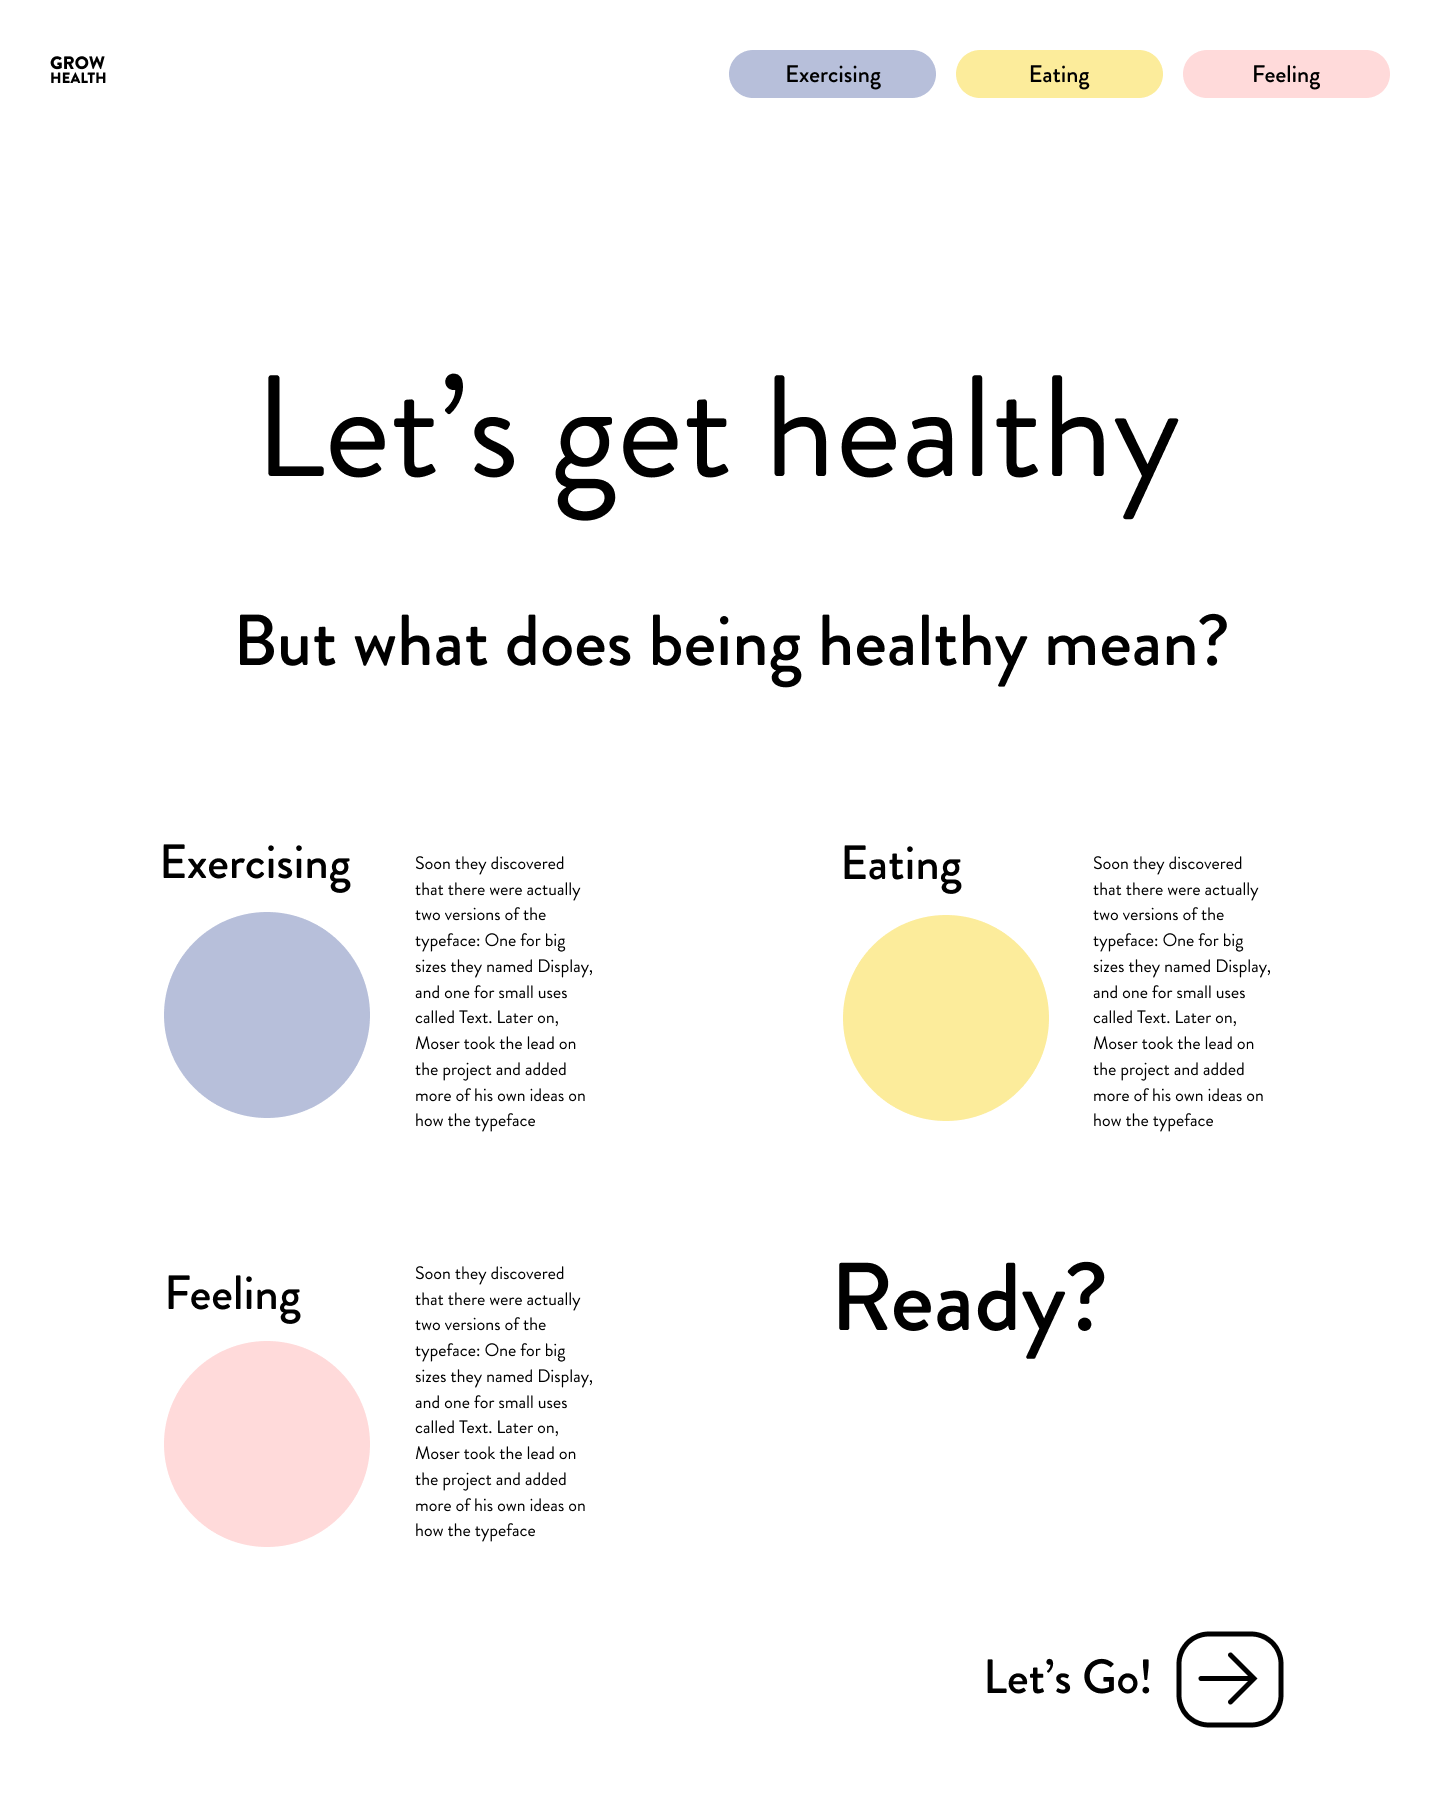 GROW
HEALTH
Exercising
Eating
Feeling
Let’s get healthy
But what does being healthy mean?
Exercising
Soon they discovered
that there were actually
two versions of the
typeface: One for big
sizes they named Display,
and one for small uses
called Text. Later on,
Moser took the lead on
the project and added
more of his own ideas on
how the typeface
Eating
Soon they discovered
that there were actually
two versions of the
typeface: One for big
sizes they named Display,
and one for small uses
called Text. Later on,
Moser took the lead on
the project and added
more of his own ideas on
how the typeface
Feeling
Soon they discovered
that there were actually
two versions of the
typeface: One for big
sizes they named Display,
and one for small uses
called Text. Later on,
Moser took the lead on
the project and added
more of his own ideas on
how the typeface
Ready?
Let’s Go!